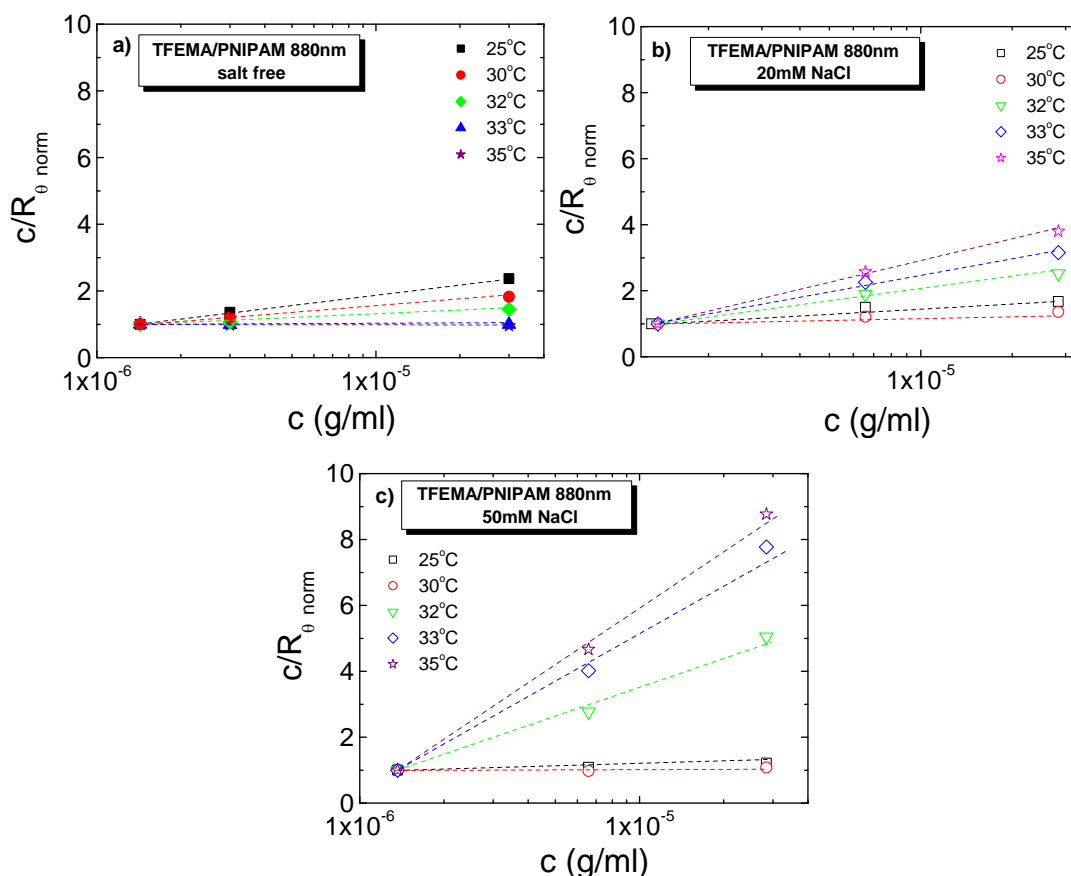 a)
TFEMA/PNIPAM 880nm
salt free
25°C
30°C
32°C
33°C
35°C
10
8
6
4
2
0
c/Rθ norm
1x10⁻⁶
1x10⁻⁵
c (g/ml)
b)
TFEMA/PNIPAM 880nm
20mM NaCl
25°C
30°C
32°C
33°C
35°C
10
8
6
4
2
0
c/Rθ norm
1x10⁻⁵
c (g/ml)
c)
TFEMA/PNIPAM 880nm
50mM NaCl
25°C
30°C
32°C
33°C
35°C
10
8
6
4
2
0
c/Rθ norm
1x10⁻⁶
1x10⁻⁵
c (g/ml)